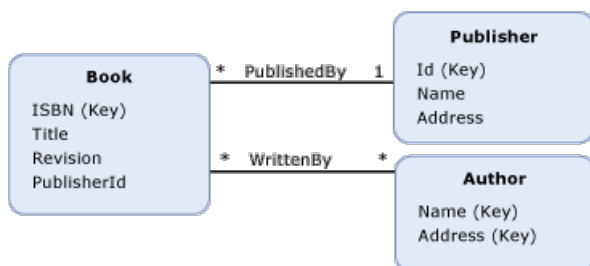 Book
ISBN (Key)
Title
Revision
PublisherId
* PublishedBy 1
* WrittenBy *
Publisher
Id (Key)
Name
Address
Author
Name (Key)
Address (Key)